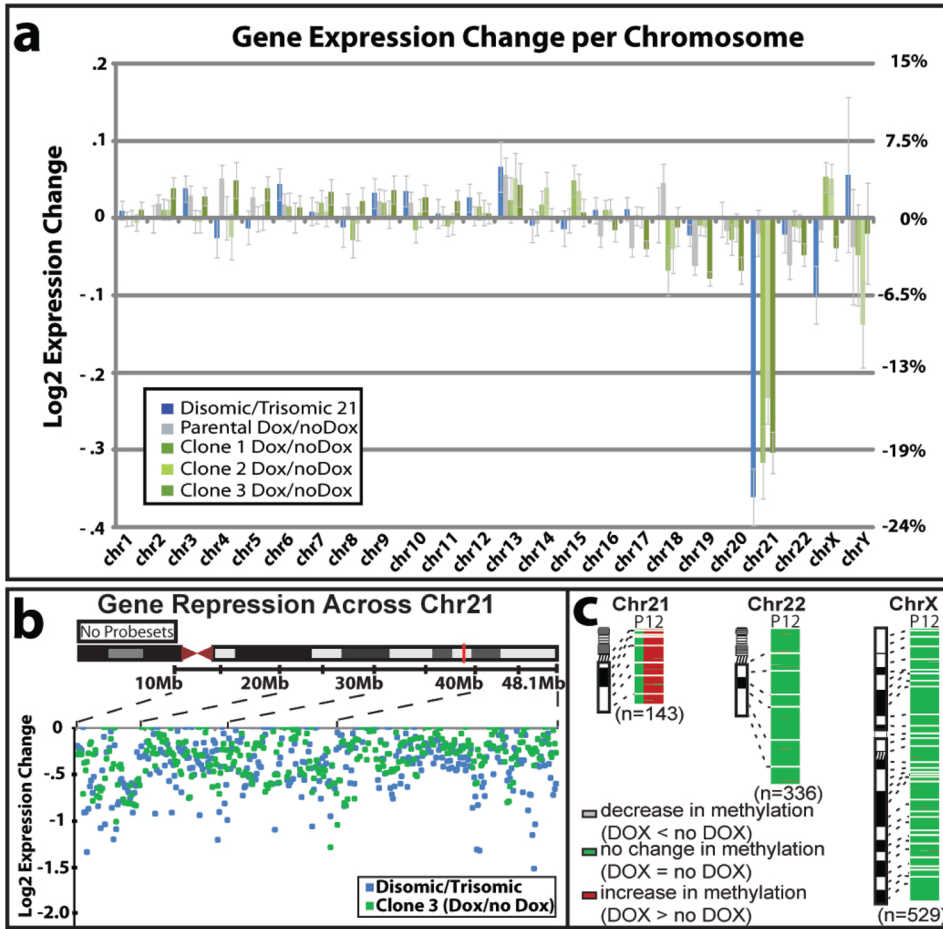 a
Gene Expression Change per Chromosome
Log2 Expression Change
.2
.1
0
-.1
-.2
-.3
-.4
15%
7.5%
0%
-6.5%
-13%
-19%
-24%
Disomic/Trisomic 21
Parental Dox/noDox
Clone 1 Dox/noDox
Clone 2 Dox/noDox
Clone 3 Dox/noDox
chr1
chr2
chr3
chr4
chr5
chr6
chr7
chr8
chr9
chr10
chr11
chr12
chr13
chr14
chr15
chr16
chr17
chr18
chr19
chr20
chr21
chr22
chrX
chrY
b
Gene Repression Across Chr21
No Probesets
10Mb 20Mb 30Mb 40Mb 48.1Mb
Log2 Expression Change
0
-.5
-1
-1.5
-2.0
Disomic/Trisomic
Clone 3 (Dox/no Dox)
c
Chr21
P12
(n=143)
Chr22
P12
(n=336)
ChrX
P12
(n=529)
decrease in methylation
(DOX < no DOX)
no change in methylation
(DOX = no DOX)
increase in methylation
(DOX > no DOX)